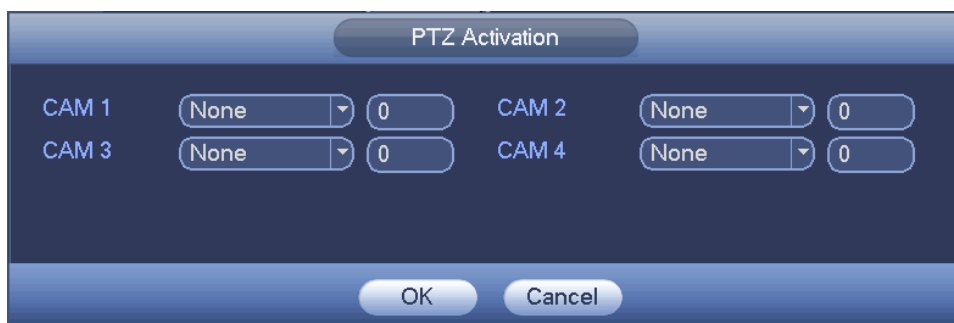 PTZ Activation
CAM 1 None 0 CAM 2 None 0
CAM 3 None 0 CAM 4 None 0
OK Cancel